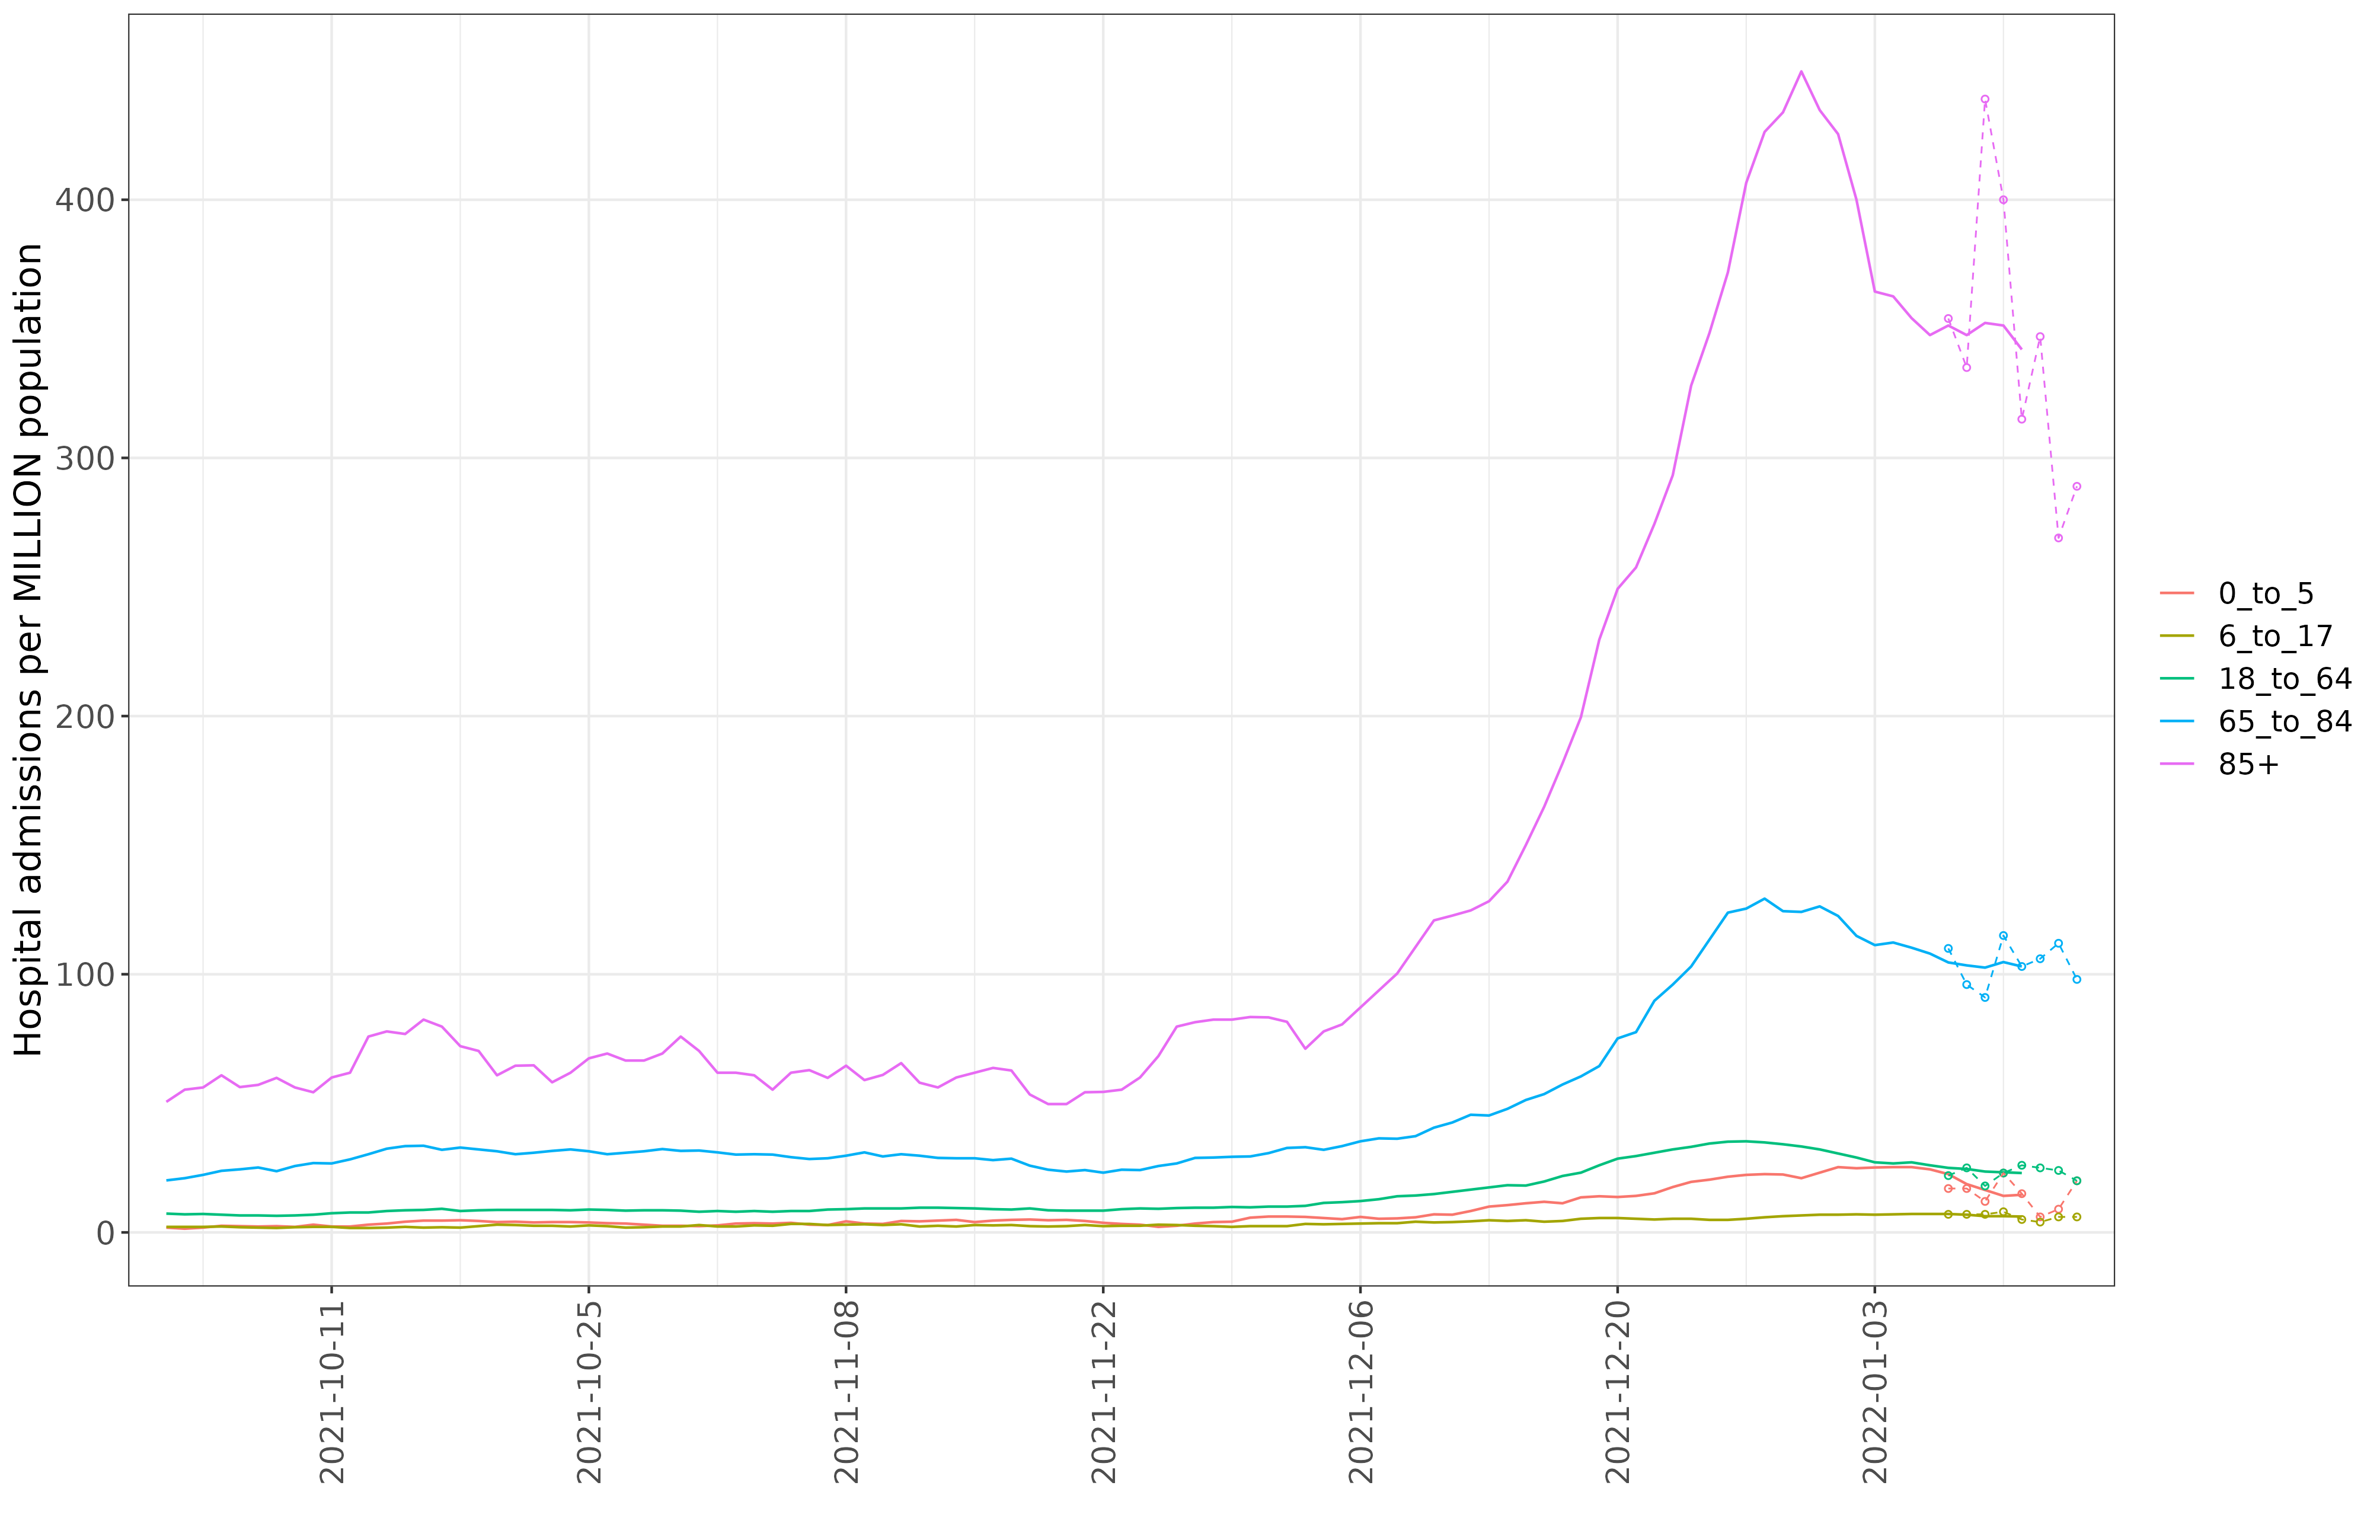 Hospital admissions per MILLION population
400
300
200
100
0
2021-10-11
2021-10-25
2021-11-08
2021-11-22
2021-12-06
2021-12-20
2022-01-03
0_to_5
6_to_17
18_to_64
65_to_84
85+